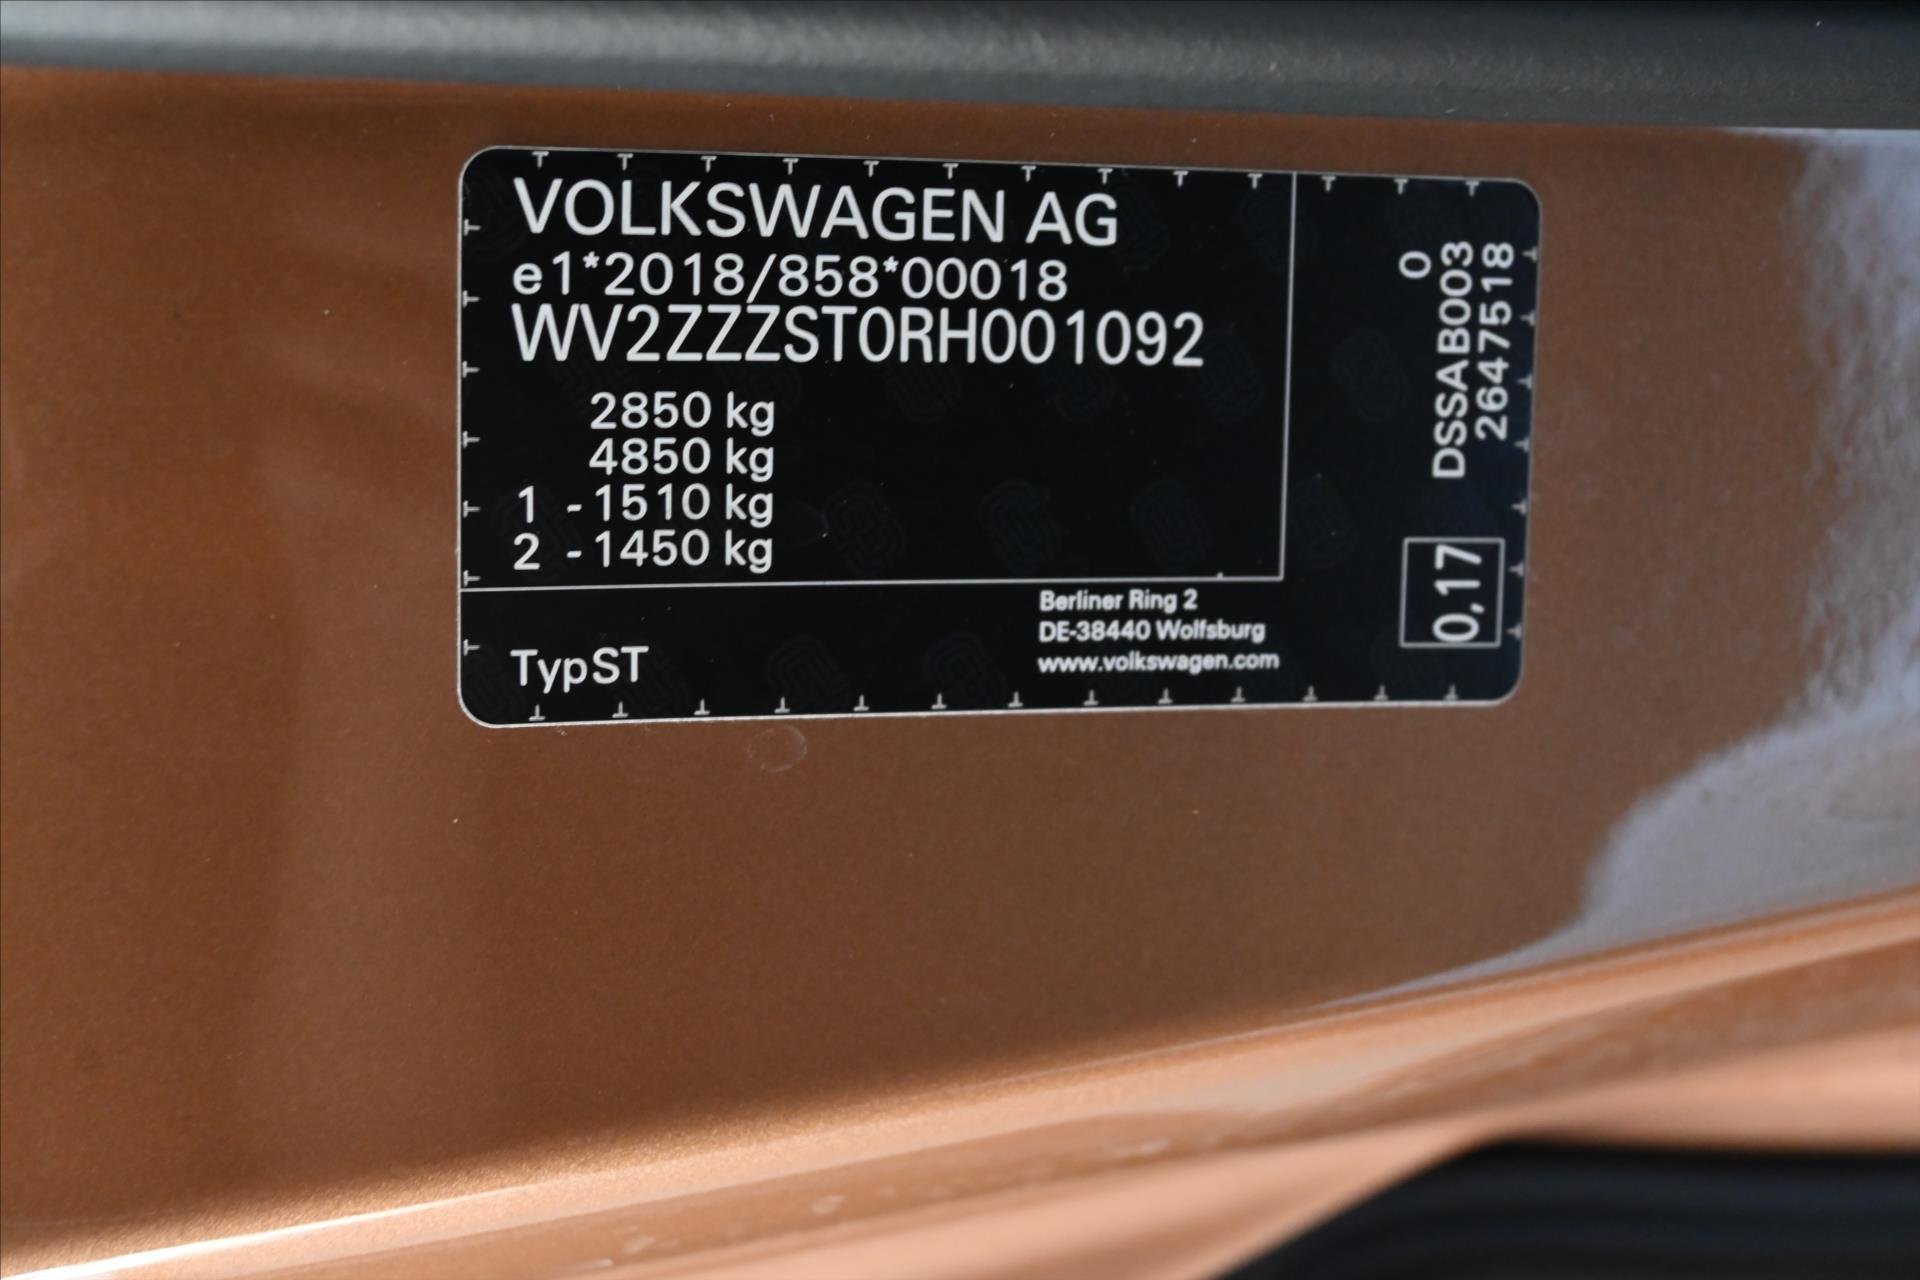 VOLKSWAGEN AG
e1*2018/858*00018
WV2ZZZST0RH001092
2850 kg
4850 kg
1 -1510 kg
2 -1450 kg
TypST
Berliner Ring 2
DE-38440 Wolfsburg
www.volkswagen.com
0
DSSAB003
2647518
0,17